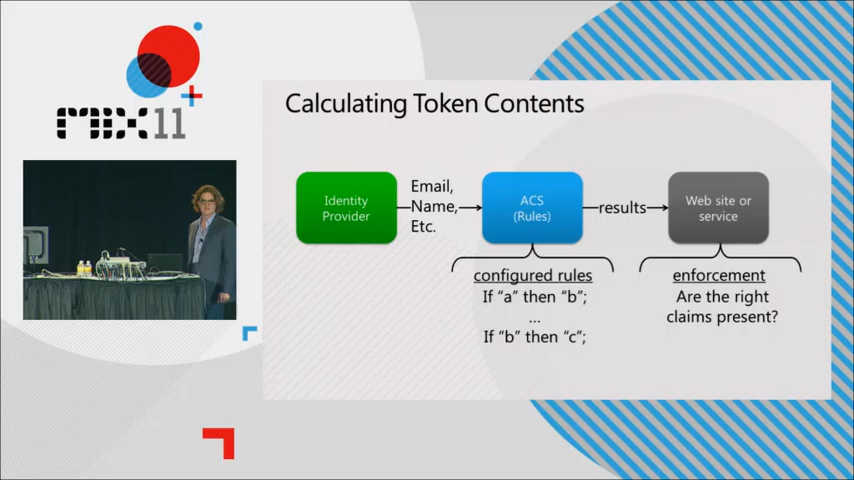 mix11
Calculating Token Contents
Identity
Provider
Email,
Name,
Etc.
ACS
(Rules)
results
Web site or
service
configured rules
If "a" then "b";
...
If "b" then "c";
enforcement
Are the right
claims present?